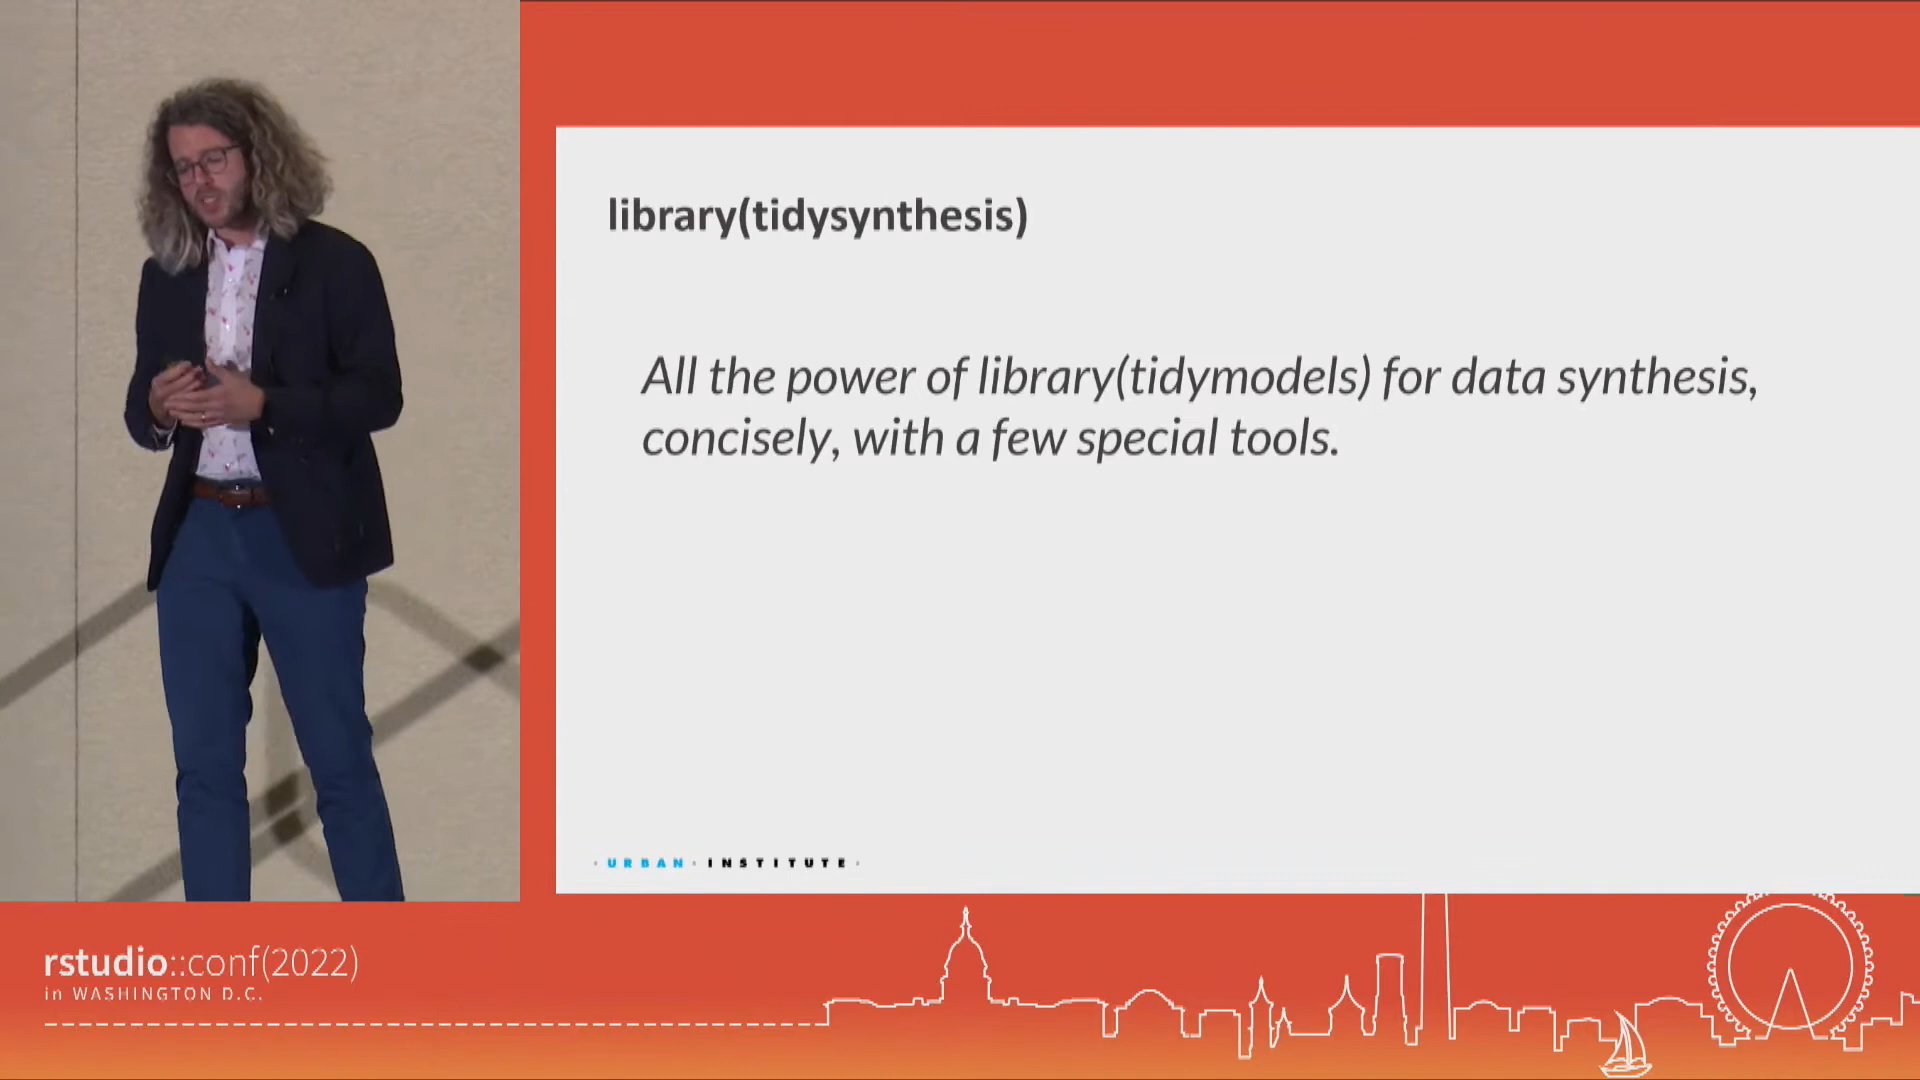 library(tidysynthesis)
All the power of library(tidymodels) for data synthesis,
concisely, with a few special tools.
URBAN · INSTITUTE
rstudio::conf(2022)
in WASHINGTON D.C.